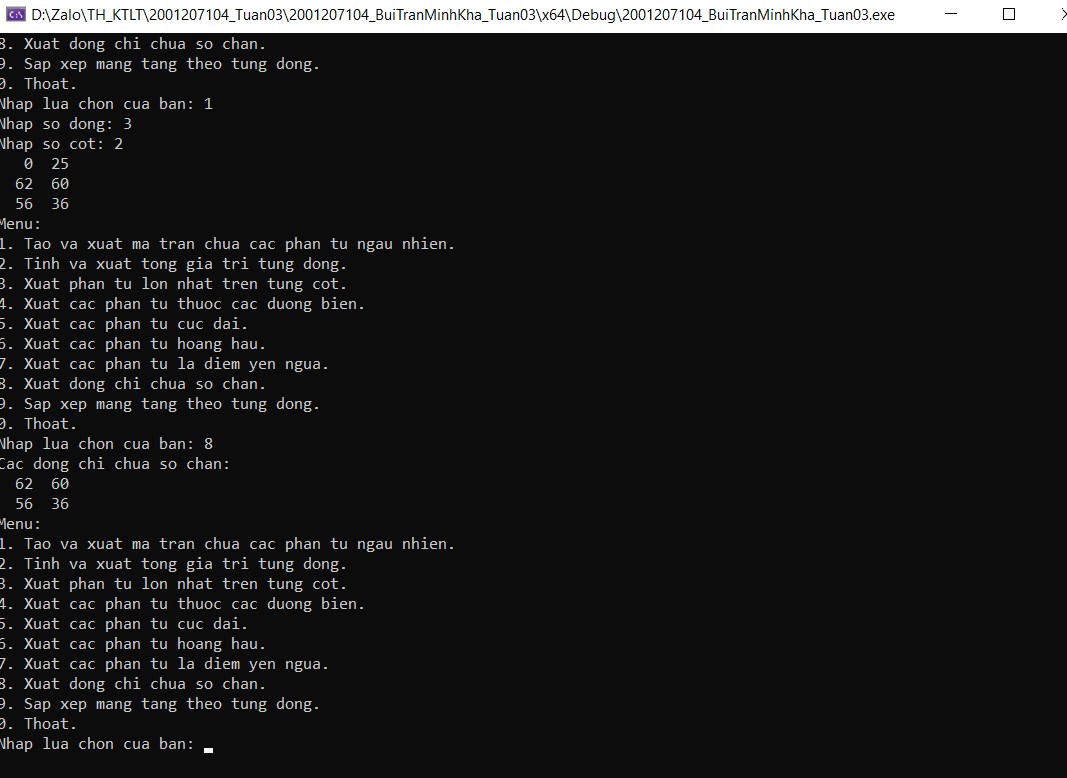 D:\Zalo\TH_KTLT\2001207104_Tuan03\2001207104_BuiTranMinhKha_Tuan03\x64\Debug\2001207104_BuiTranMinhKha_Tuan03.exe
8. Xuat dong chi chua so chan.
9. Sap xep mang tang theo tung dong.
0. Thoat.
Nhap lua chon cua ban: 1
Nhap so dong: 3
Nhap so cot: 2
0 25
62 60
56 36
Menu:
1. Tao va xuat ma tran chua cac phan tu ngau nhien.
2. Tinh va xuat tong gia tri tung dong.
3. Xuat phan tu lon nhat tren tung cot.
4. Xuat cac phan tu thuoc cac duong bien.
5. Xuat cac phan tu cuc dai.
6. Xuat cac phan tu hoang hau.
7. Xuat cac phan tu la diem yen ngua.
8. Xuat dong chi chua so chan.
9. Sap xep mang tang theo tung dong.
0. Thoat.
Nhap lua chon cua ban: 8
Cac dong chi chua so chan:
62 60
56 36
Menu:
1. Tao va xuat ma tran chua cac phan tu ngau nhien.
2. Tinh va xuat tong gia tri tung dong.
3. Xuat phan tu lon nhat tren tung cot.
4. Xuat cac phan tu thuoc cac duong bien.
5. Xuat cac phan tu cuc dai.
6. Xuat cac phan tu hoang hau.
7. Xuat cac phan tu la diem yen ngua.
8. Xuat dong chi chua so chan.
9. Sap xep mang tang theo tung dong.
0. Thoat.
Nhap lua chon cua ban: